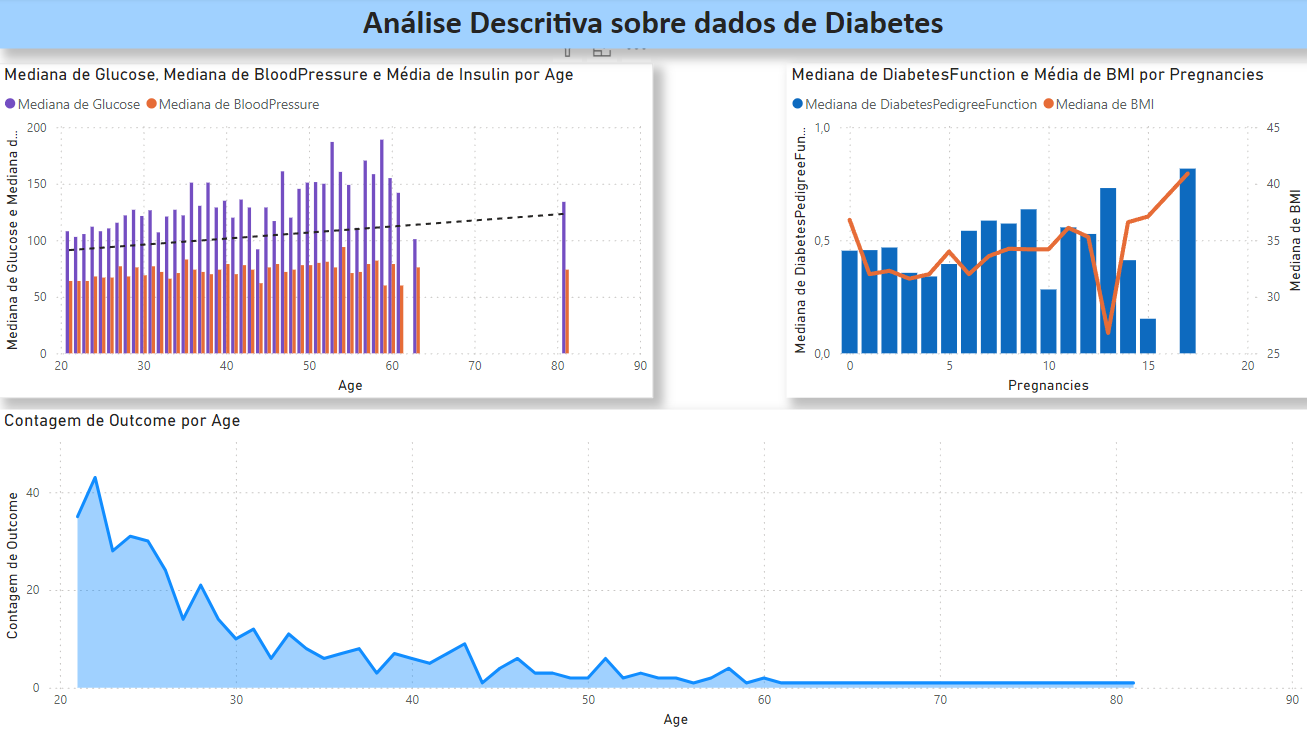 Análise Descritiva sobre dados de Diabetes
Mediana de Glucose, Mediana de BloodPressure e Média de Insulin por Age
Mediana de Glucose Mediana de BloodPressure
Mediana de Glucose e Mediana d...
200
150
100
50
0
20 30 40 50 60 70 80 90
Age
Mediana de DiabetesFunction e Média de BMI por Pregnancies
Mediana de DiabetesPedigreeFunction Mediana de BMI
Mediana de DiabetesPedigreeFun...
1,0
0,5
0,0
45
40
35
30
25
Mediana de BMI
0 5 10 15 20
Pregnancies
Contagem de Outcome por Age
Contagem de Outcome
40
20
0
20 30 40 50 60 70 80 90
Age